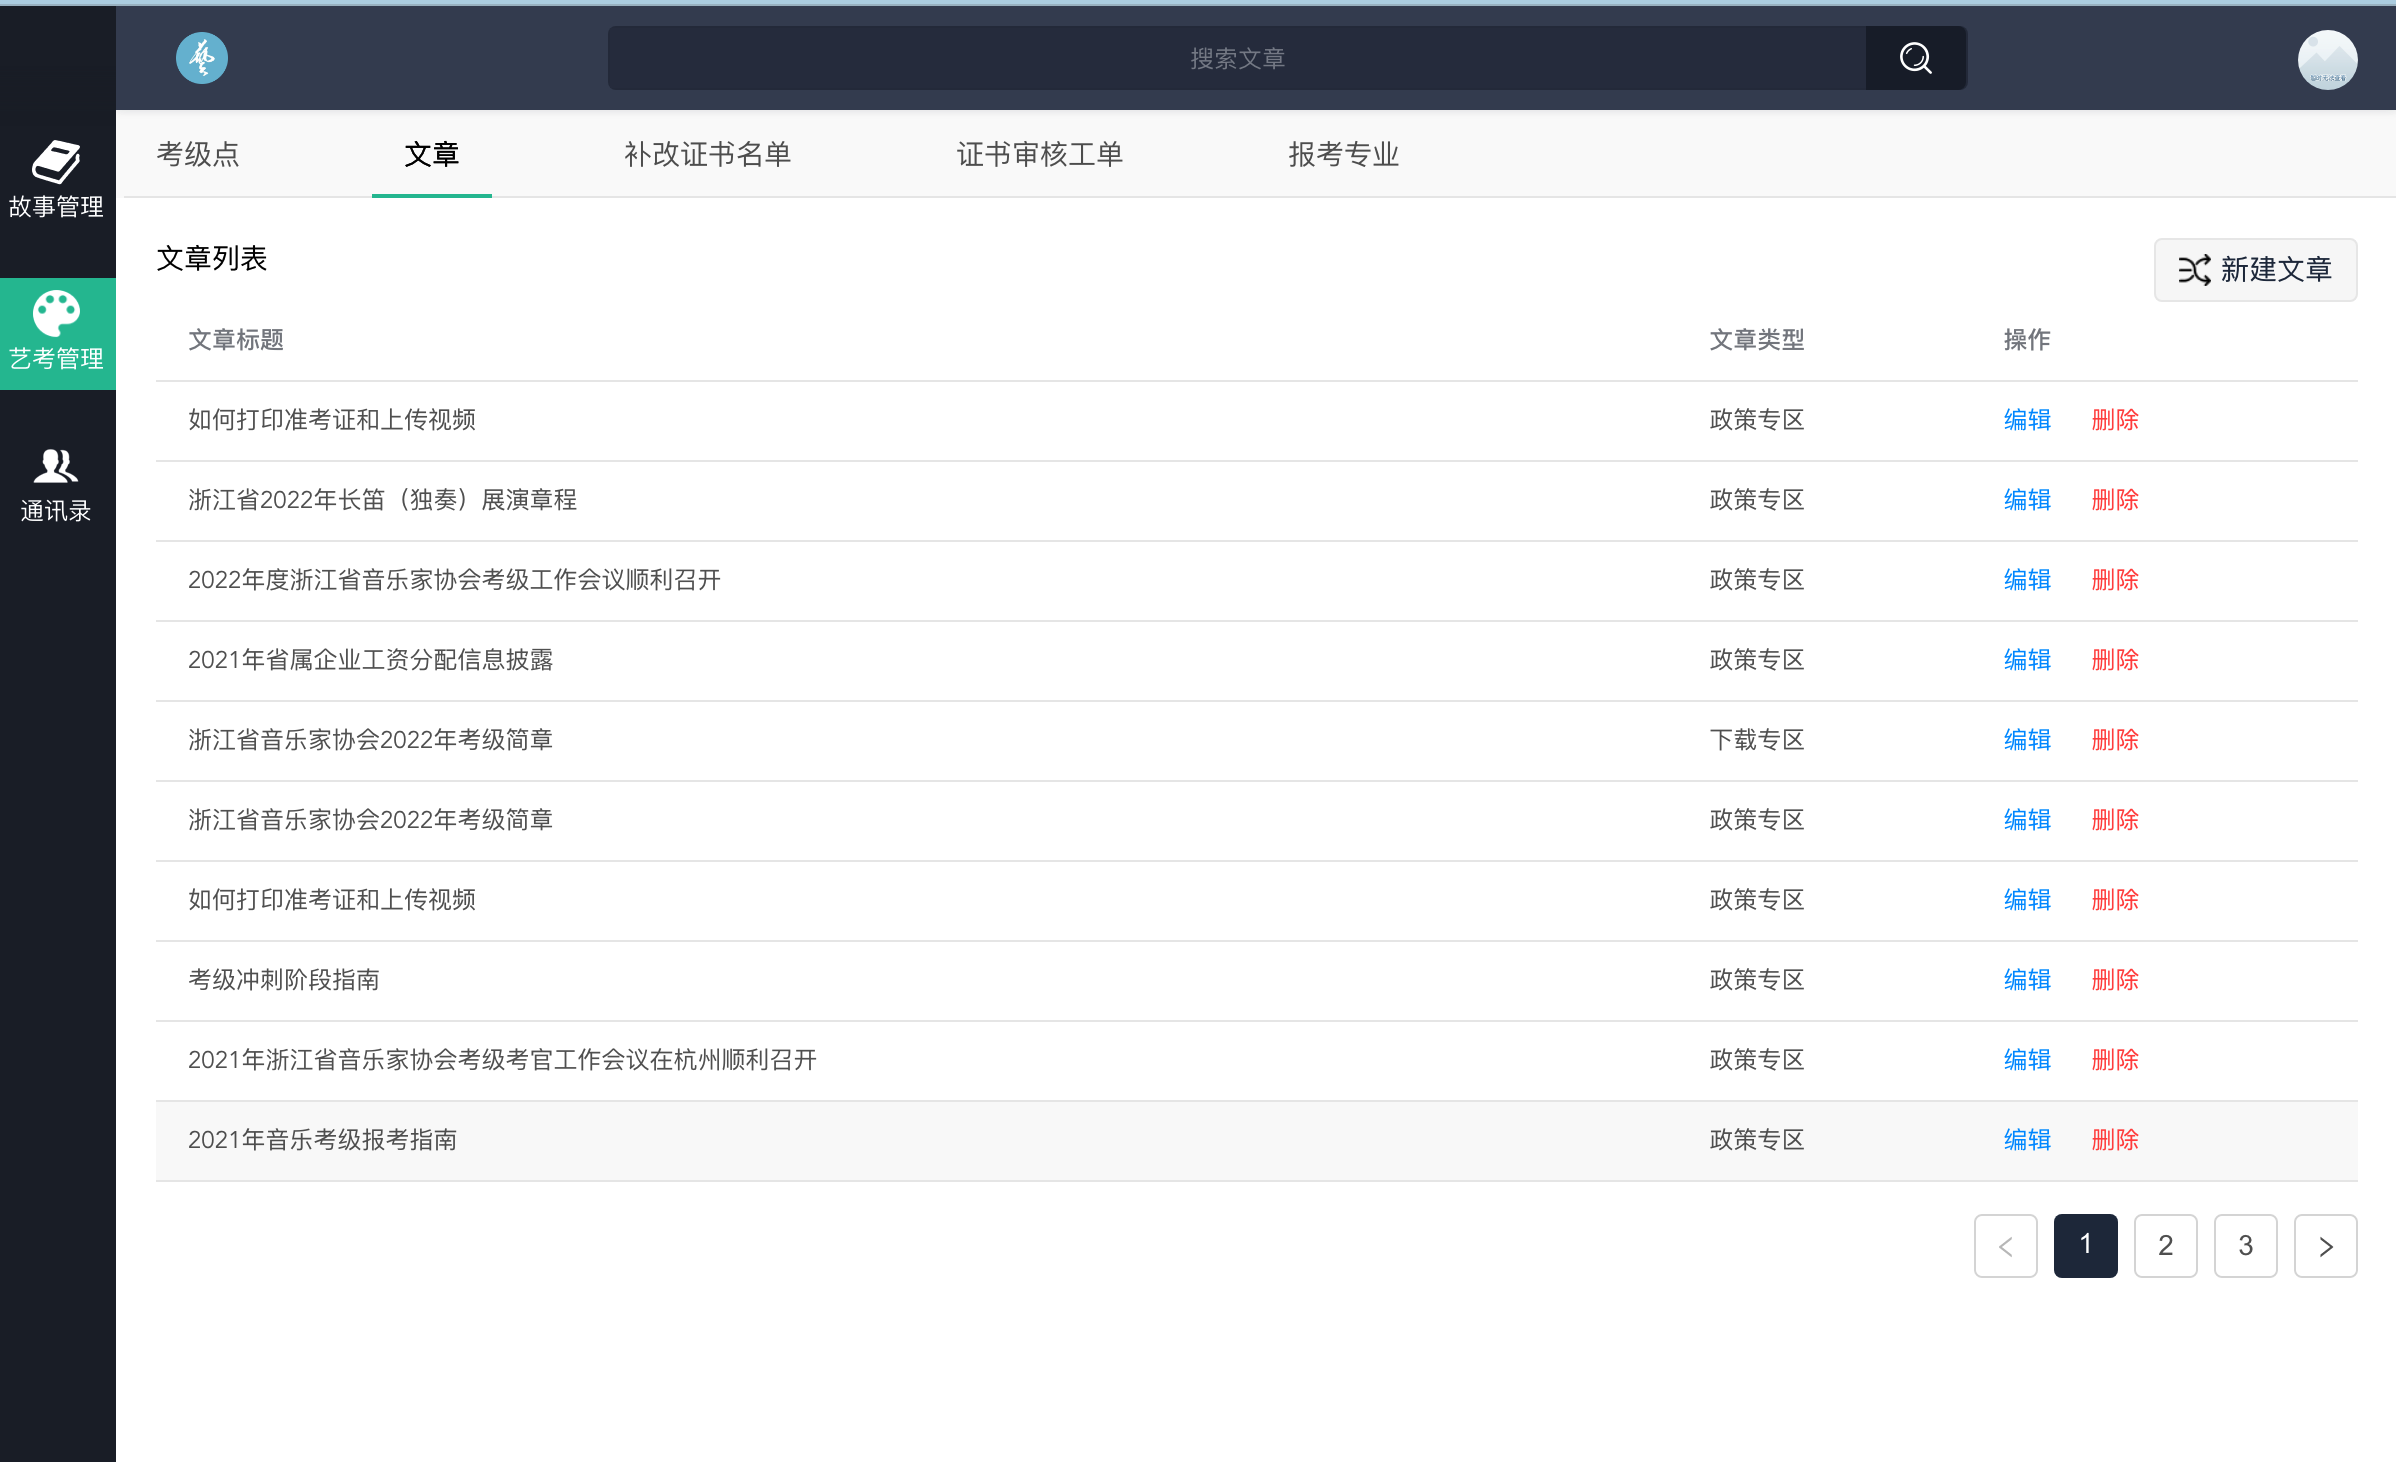 藝
搜索文章
故事管理
艺考管理
通讯录
考级点 文章 补改证书名单 证书审核工单 报考专业
文章列表
新建文章
文章标题 文章类型 操作
如何打印准考证和上传视频 政策专区 编辑 删除
浙江省2022年长笛（独奏）展演章程 政策专区 编辑 删除
2022年度浙江省音乐家协会考级工作会议顺利召开 政策专区 编辑 删除
2021年省属企业工资分配信息披露 政策专区 编辑 删除
浙江省音乐家协会2022年考级简章 下载专区 编辑 删除
浙江省音乐家协会2022年考级简章 政策专区 编辑 删除
如何打印准考证和上传视频 政策专区 编辑 删除
考级冲刺阶段指南 政策专区 编辑 删除
2021年浙江省音乐家协会考级考官工作会议在杭州顺利召开 政策专区 编辑 删除
2021年音乐考级报考指南 政策专区 编辑 删除
< 1 2 3 >